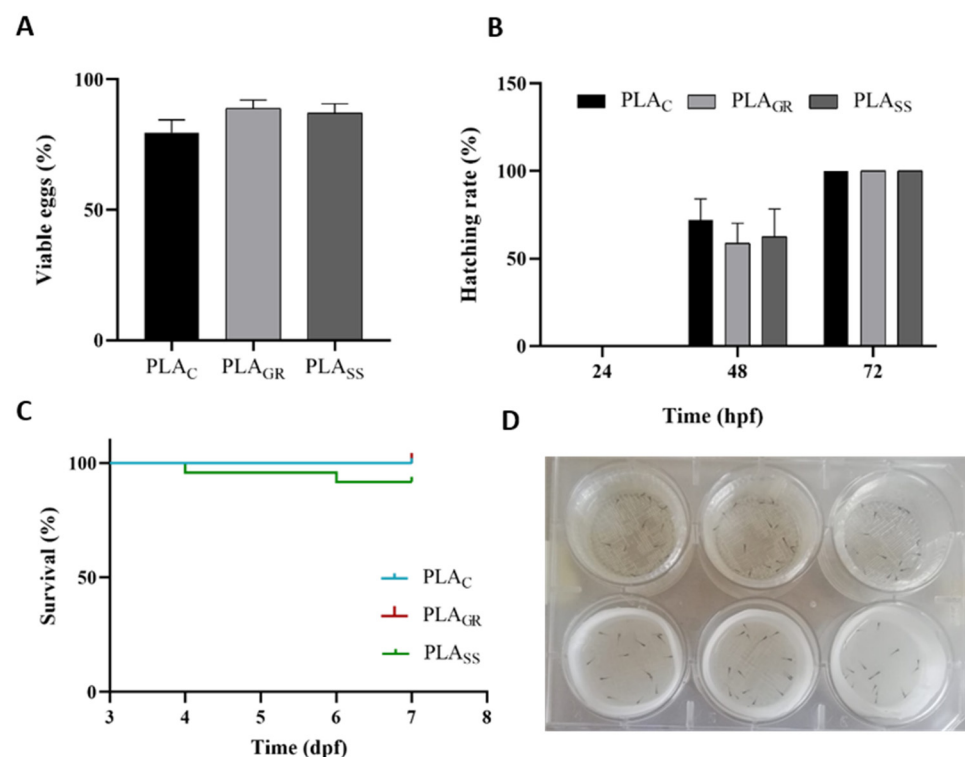 A
Viable eggs (%)
100
50
0
PLAC
PLAGR
PLASS
B
Hatching rate (%)
150
100
50
0
PLAC
PLAGR
PLASS
24
48
72
Time (hpf)
C
Survival (%)
100
50
0
PLAC
PLAGR
PLASS
3
4
5
6
7
8
Time (dpf)
D